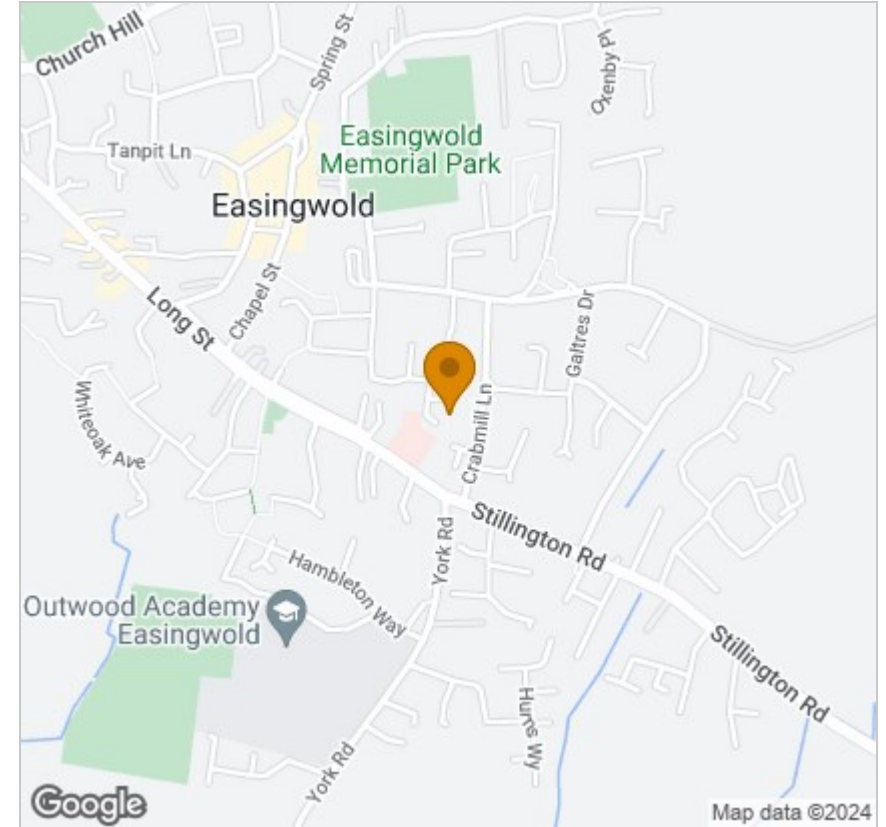 Church Hill
Spring St
Oxenby Pl
Tanpit Ln
Easingwold
Memorial Park
Easingwold
Chapel St
Long St
Galtres Dr
Whiteoak Ave
Crabmill Ln
Stillington Rd
York Rd
Hambleton Way
Outwood Academy
Easingwold
Stillington Rd
Hurns Wy
York Rd
Google
Map data ©2024